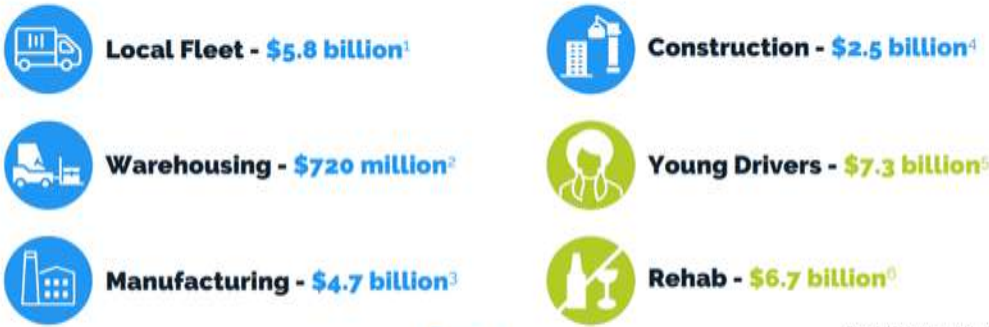 Local Fleet - $5.8 billion¹
Warehousing - $720 million²
Manufacturing - $4.7 billion³
Construction - $2.5 billion⁴
Young Drivers - $7.3 billion⁵
Rehab - $6.7 billion⁶